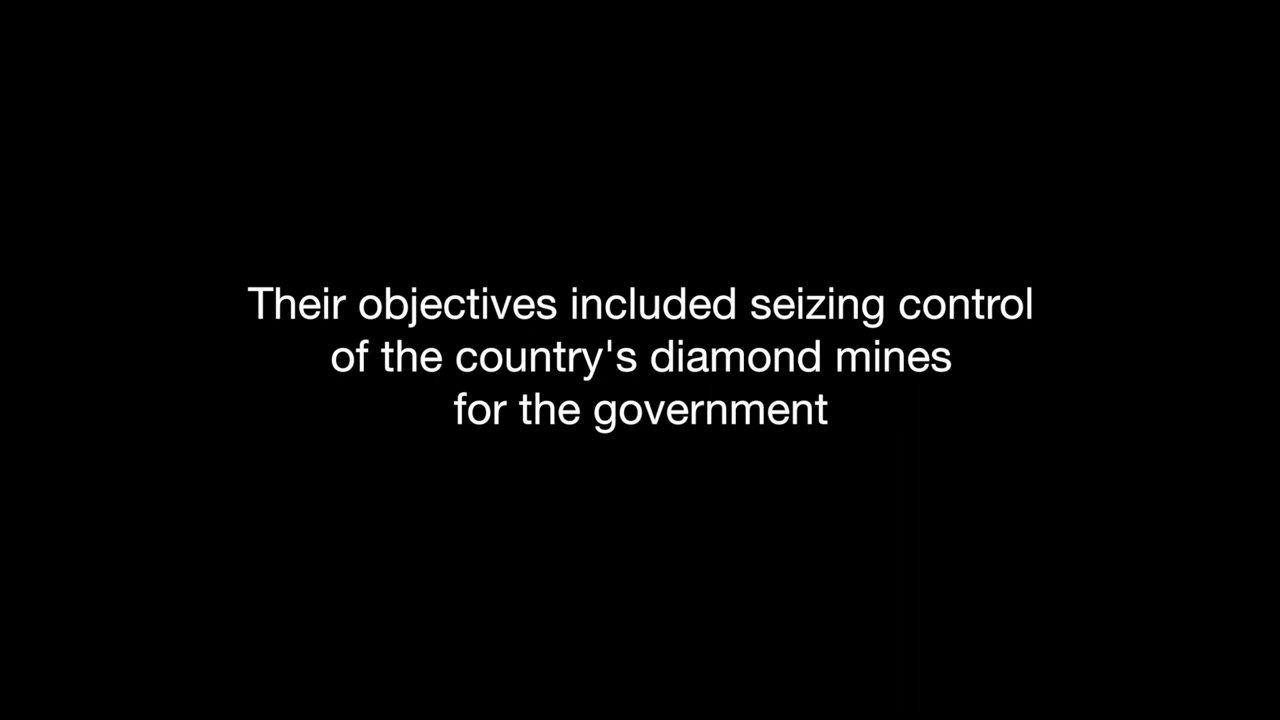 Their objectives included seizing control
of the country's diamond mines
for the government